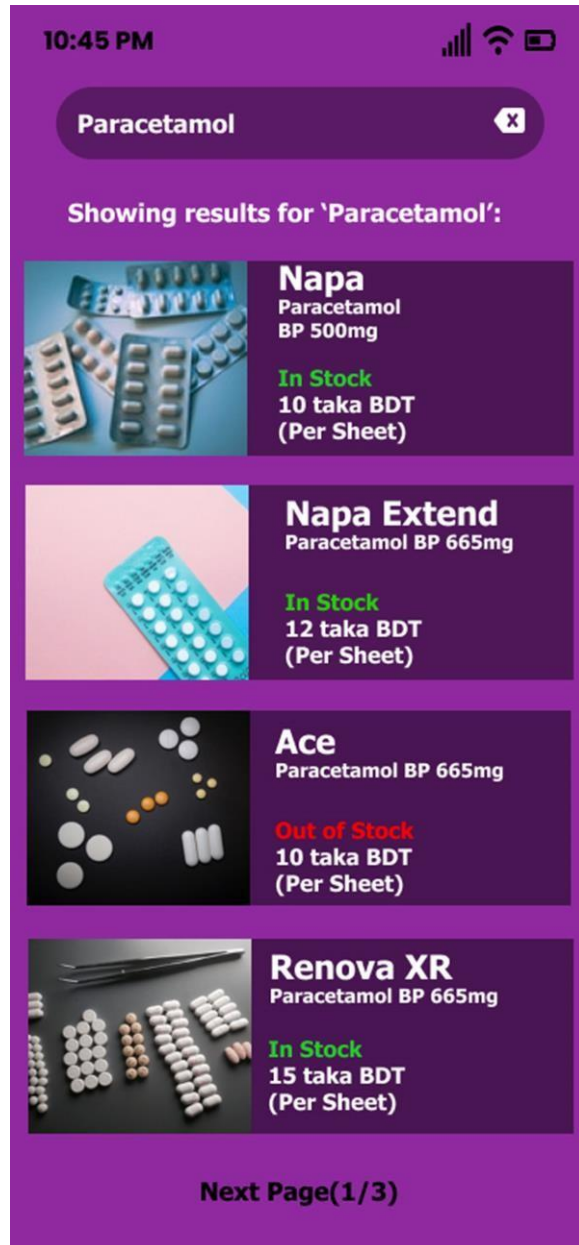 10:45 PM
Paracetamol
Showing results for ‘Paracetamol’:
Napa
Paracetamol
BP 500mg
In Stock
10 taka BDT
(Per Sheet)
Napa Extend
Paracetamol BP 665mg
In Stock
12 taka BDT
(Per Sheet)
Ace
Paracetamol BP 665mg
Out of Stock
10 taka BDT
(Per Sheet)
Renova XR
Paracetamol BP 665mg
In Stock
15 taka BDT
(Per Sheet)
Next Page(1/3)